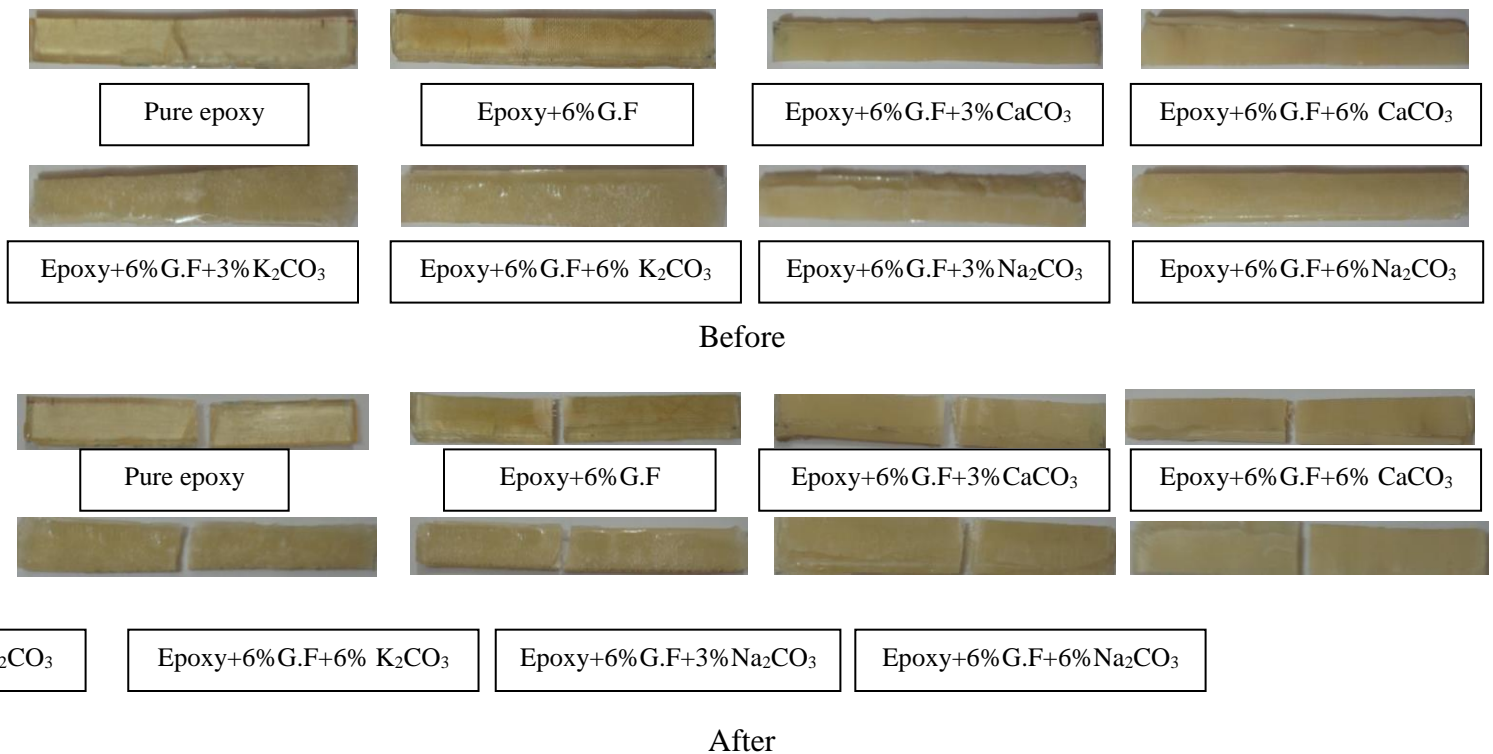 Pure epoxy
Epoxy+6%G.F
Epoxy+6%G.F+3%CaCO₃
Epoxy+6%G.F+6% CaCO₃
Epoxy+6%G.F+3%K₂CO₃
Epoxy+6%G.F+6% K₂CO₃
Epoxy+6%G.F+3%Na₂CO₃
Epoxy+6%G.F+6%Na₂CO₃
Before
Pure epoxy
Epoxy+6%G.F
Epoxy+6%G.F+3%CaCO₃
Epoxy+6%G.F+6% CaCO₃
₂CO₃
Epoxy+6%G.F+6% K₂CO₃
Epoxy+6%G.F+3%Na₂CO₃
Epoxy+6%G.F+6%Na₂CO₃
After